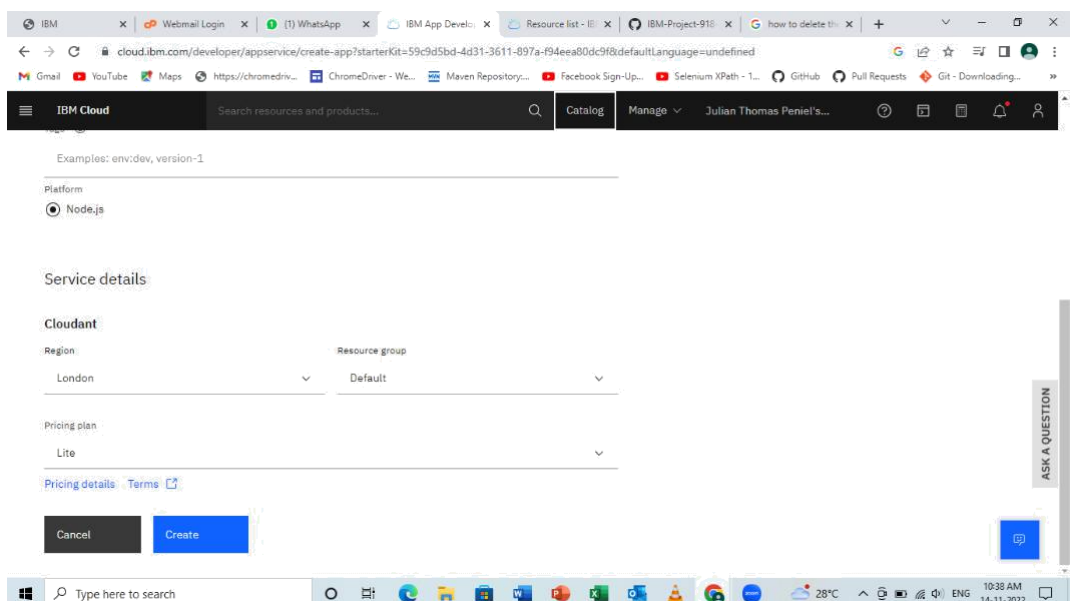 IBM
Webmail Login
(1) WhatsApp
IBM App Develo
Resource list - IB
IBM-Project-918
how to delete th
cloud.ibm.com/developer/appservice/create-app?starterKit=59c9d5bd-4d31-3611-897a-f94eea80dc9f&defaultLanguage=undefined
Gmail
YouTube
Maps
https://chromedriv...
ChromeDriver - We...
Maven Repository:...
Facebook Sign-Up...
Selenium XPath - 1...
GitHub
Pull Requests
Git - Downloading...
IBM Cloud
Search resources and products...
Catalog
Manage
Julian Thomas Peniel's...
Examples: env:dev, version-1
Platform
Node.js
Service details
Cloudant
Region
Resource group
London
Default
Pricing plan
Lite
Pricing details
Terms
Cancel
Create
ASK A QUESTION
Type here to search
28°C
ENG
10:38 AM
14-11-2022